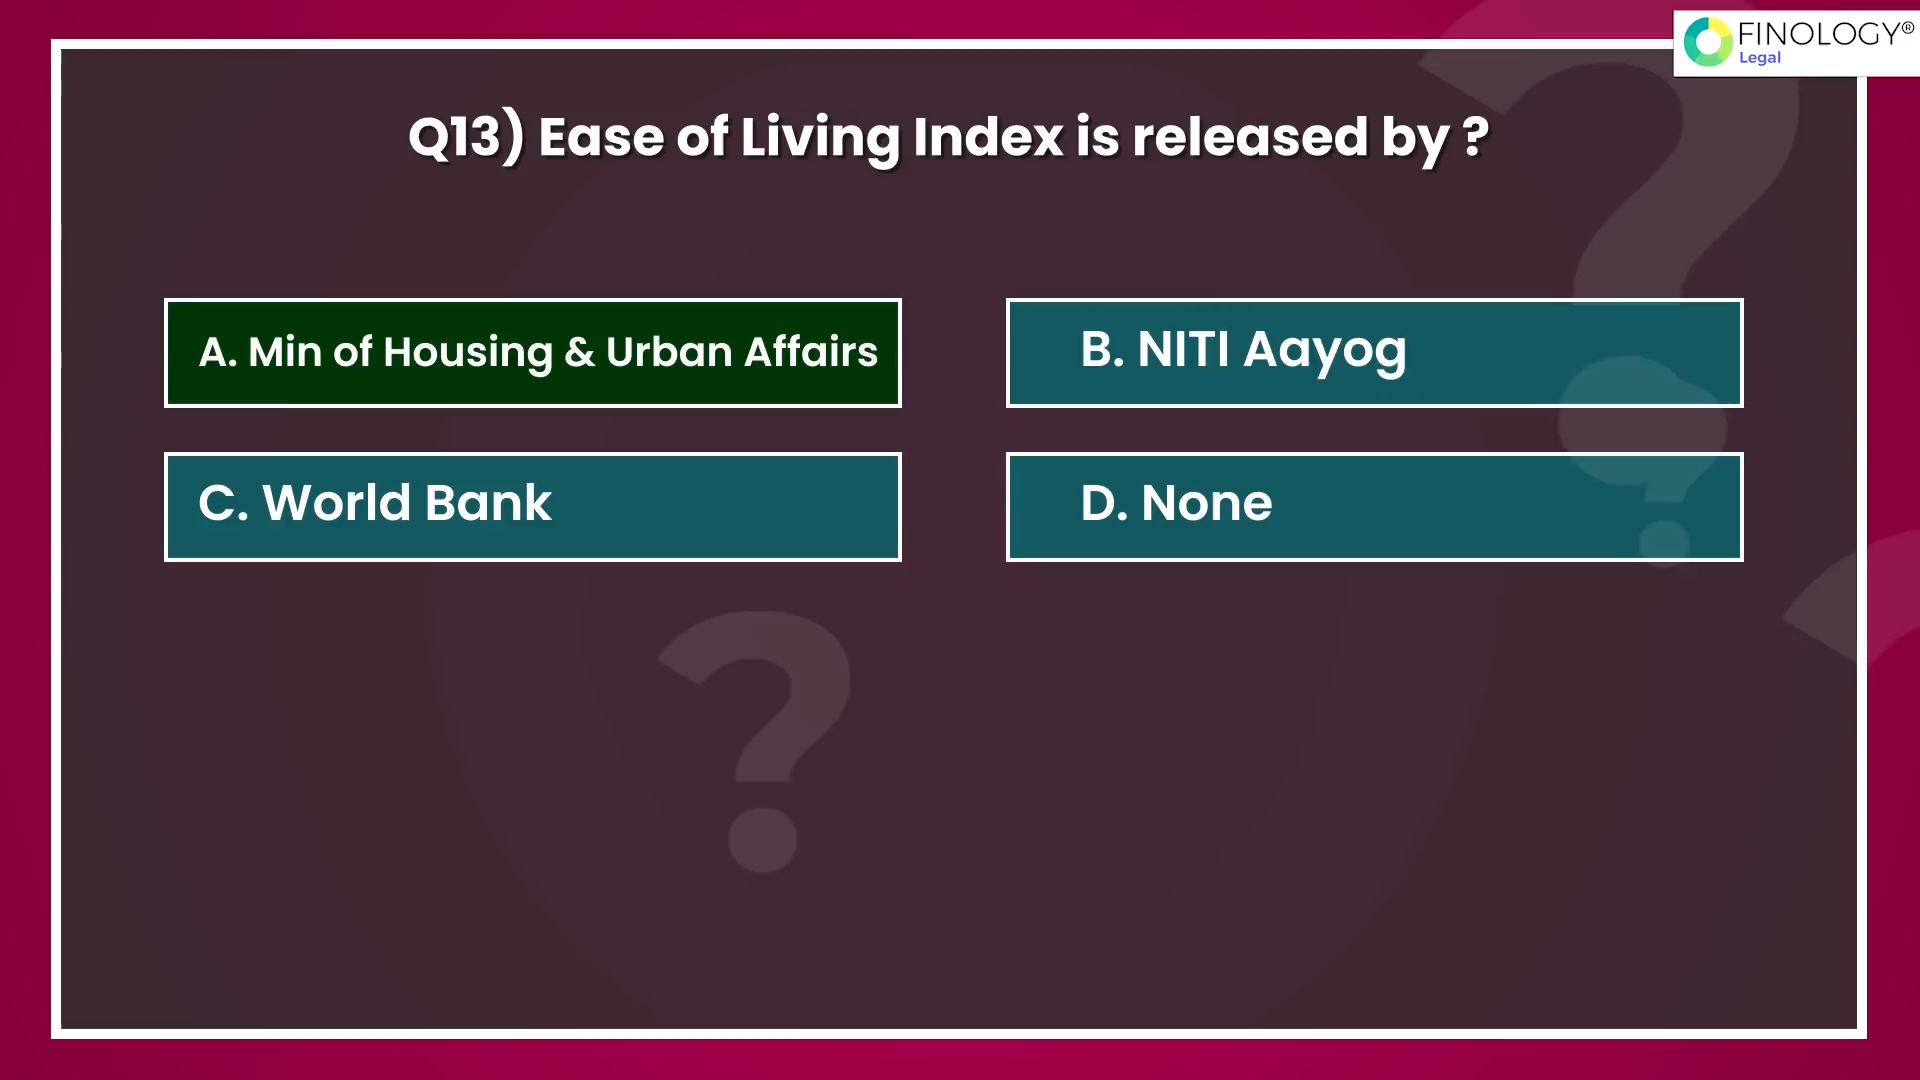 FINOLOGY®
Legal
Q13) Ease of Living Index is released by ?
A. Min of Housing & Urban Affairs
B. NITI Aayog
C. World Bank
D. None